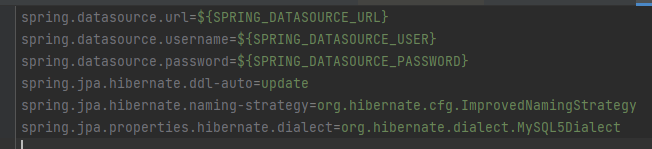 spring.datasource.url=${SPRING_DATASOURCE_URL}
spring.datasource.username=${SPRING_DATASOURCE_USER}
spring.datasource.password=${SPRING_DATASOURCE_PASSWORD}
spring.jpa.hibernate.ddl-auto=update
spring.jpa.hibernate.naming-strategy=org.hibernate.cfg.ImprovedNamingStrategy
spring.jpa.properties.hibernate.dialect=org.hibernate.dialect.MySQL5Dialect